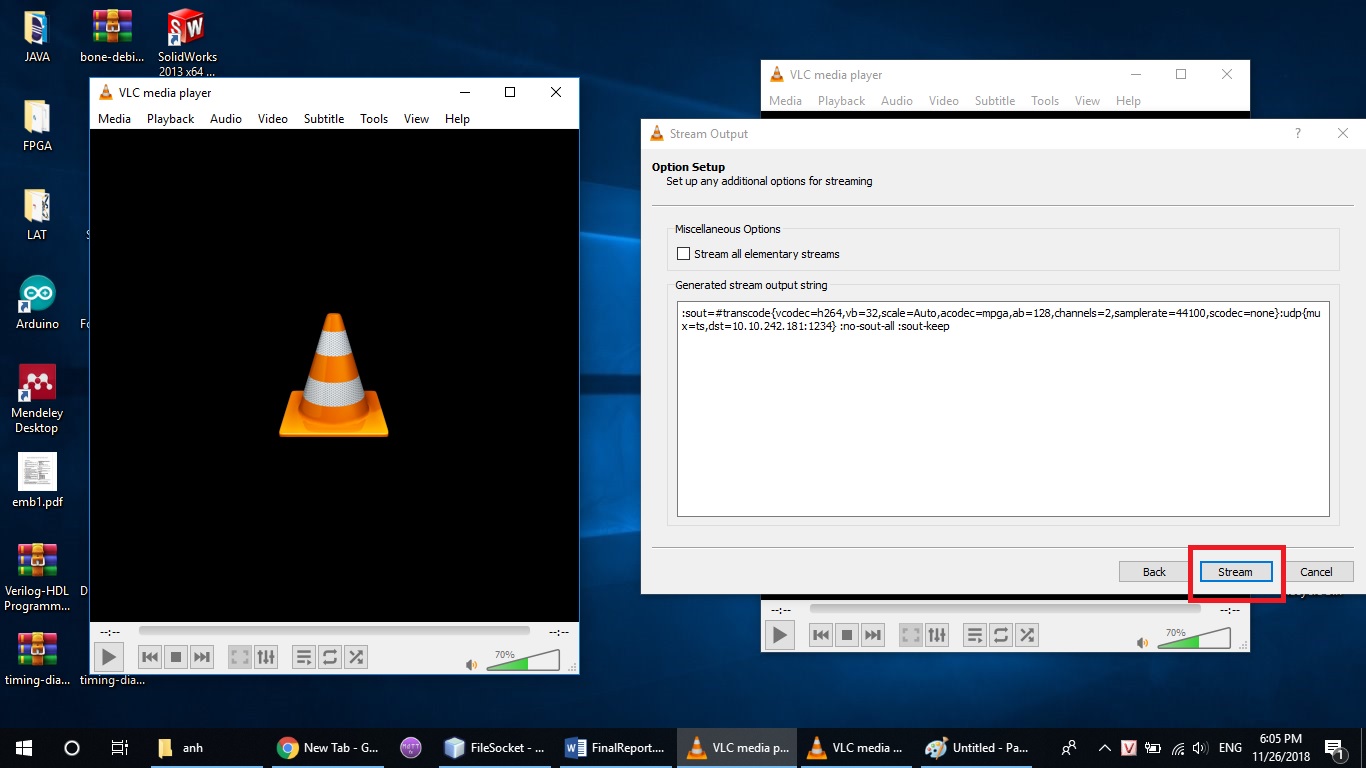 JAVA
bone-debi...
SolidWorks
2013 x64 ...
FPGA
LAT
S
Arduino
Fo
Mendeley
Desktop
emb1.pdf
Verilog-HDL
Programm...
D
timing-dia...
timing-dia...
VLC media player
Media Playback Audio Video Subtitle Tools View Help
--:--
--:--
70%
VLC media player
Media Playback Audio Video Subtitle Tools View Help
Stream Output
?
Option Setup
Set up any additional options for streaming
Miscellaneous Options
Stream all elementary streams
Generated stream output string
:sout=#transcode{vcodec=h264,vb=32,scale=Auto,acodec=mpga,ab=128,channels=2,samplerate=44100,scodec=none}:udp{mu
x=ts,dst=10.10.242.181:1234} :no-sout-all :sout-keep
Back
Stream
Cancel
--:--
--:--
70%
anh
New Tab - G...
FileSocket - ...
FinalReport....
VLC media p...
VLC media ...
Untitled - Pa...
V
ENG
6:05 PM
11/26/2018
1